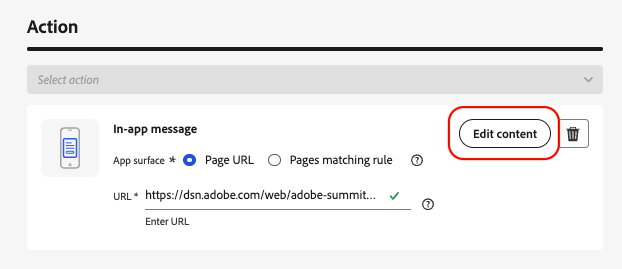 Action
Select action
In-app message
Edit content
App surface * Page URL Pages matching rule ?
URL * https://dsn.adobe.com/web/adobe-summit... ?
Enter URL